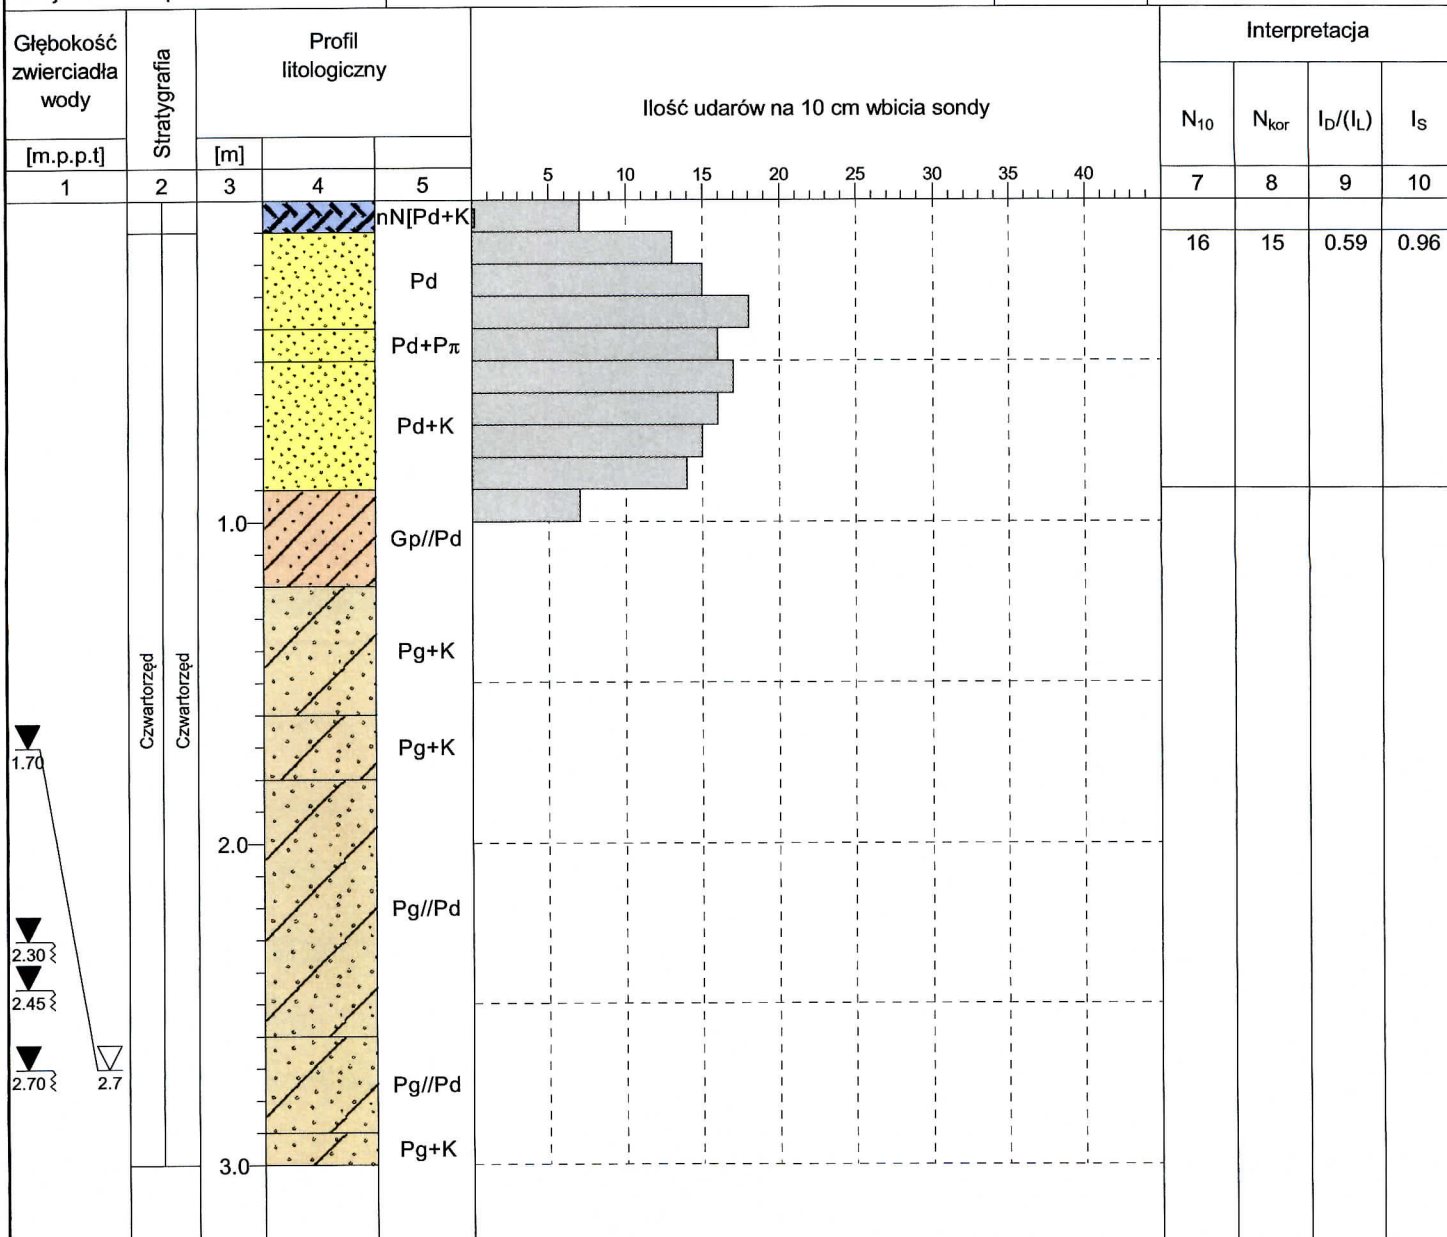 Głębokość
zwierciadła
wody
[m.p.p.t]
Stratygrafia
Profil
litologiczny
[m]
Ilość udarów na 10 cm wbicia sondy
Interpretacja
N10
Nkor
ID/(IL)
IS
5 10 15 20 25 30 35 40
1 2 3 4 5 7 8 9 10
nN[Pd+K]
16 15 0.59 0.96
Pd
Pd+Pπ
Pd+K
1.0
Gp//Pd
Pg+K
Czwartorzęd
Czwartorzęd
Pg+K
1.70
2.0
Pg//Pd
2.30
2.45
2.70
2.7
Pg//Pd
Pg+K
3.0